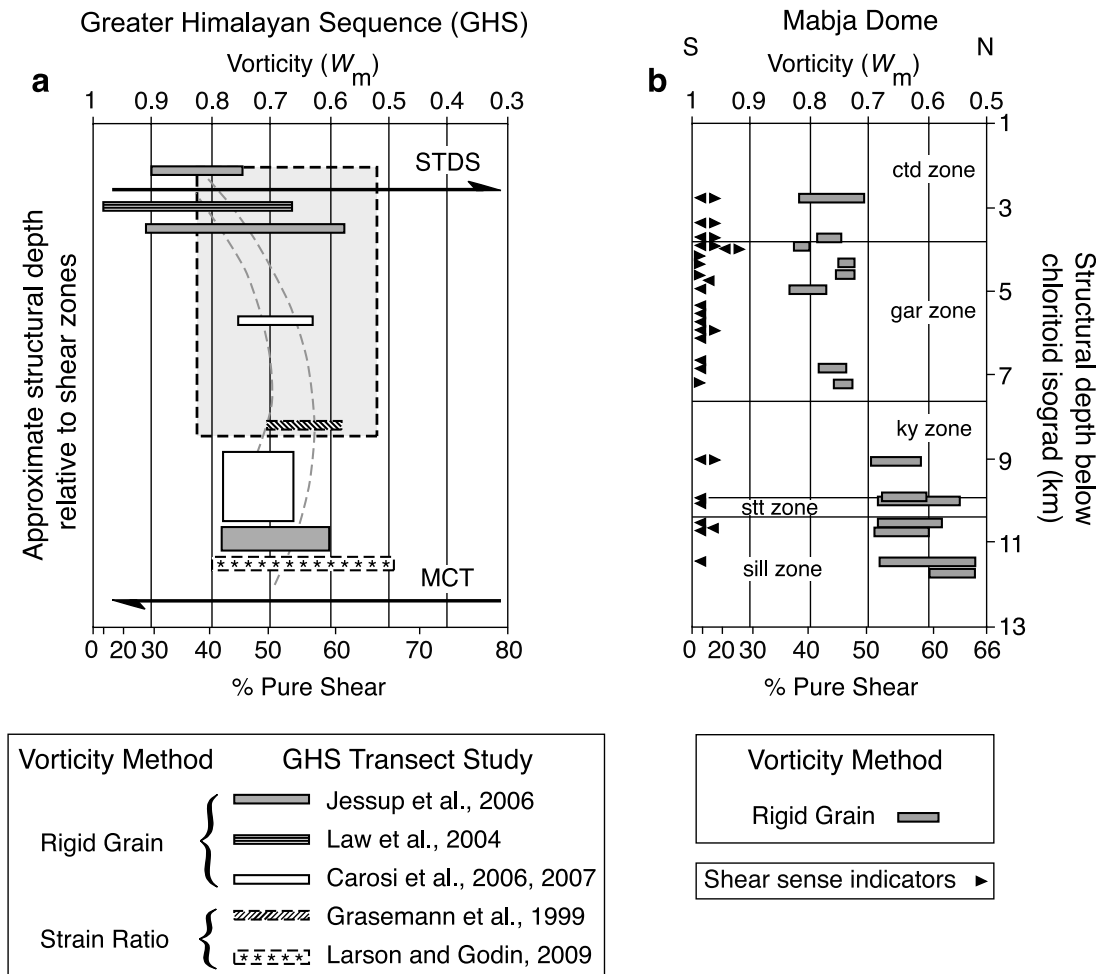 Greater Himalayan Sequence (GHS)
Vorticity (Wm)
a
1 0.9 0.8 0.7 0.6 0.5 0.4 0.3
STDS
MCT
Approximate structural depth
relative to shear zones
0 20 30 40 50 60 70 80
% Pure Shear
Mabja Dome
S N
Vorticity (Wm)
b
1 0.9 0.8 0.7 0.6 0.5
1
ctd zone
3
5
gar zone
7
ky zone
9
stt zone
11
sill zone
13
Structural depth below
chloritoid isograd (km)
0 20 40 60 66
% Pure Shear
Vorticity Method GHS Transect Study
Rigid Grain
Jessup et al., 2006
Law et al., 2004
Carosi et al., 2006, 2007
Strain Ratio
Grasemann et al., 1999
Larson and Godin, 2009
Vorticity Method
Rigid Grain
Shear sense indicators